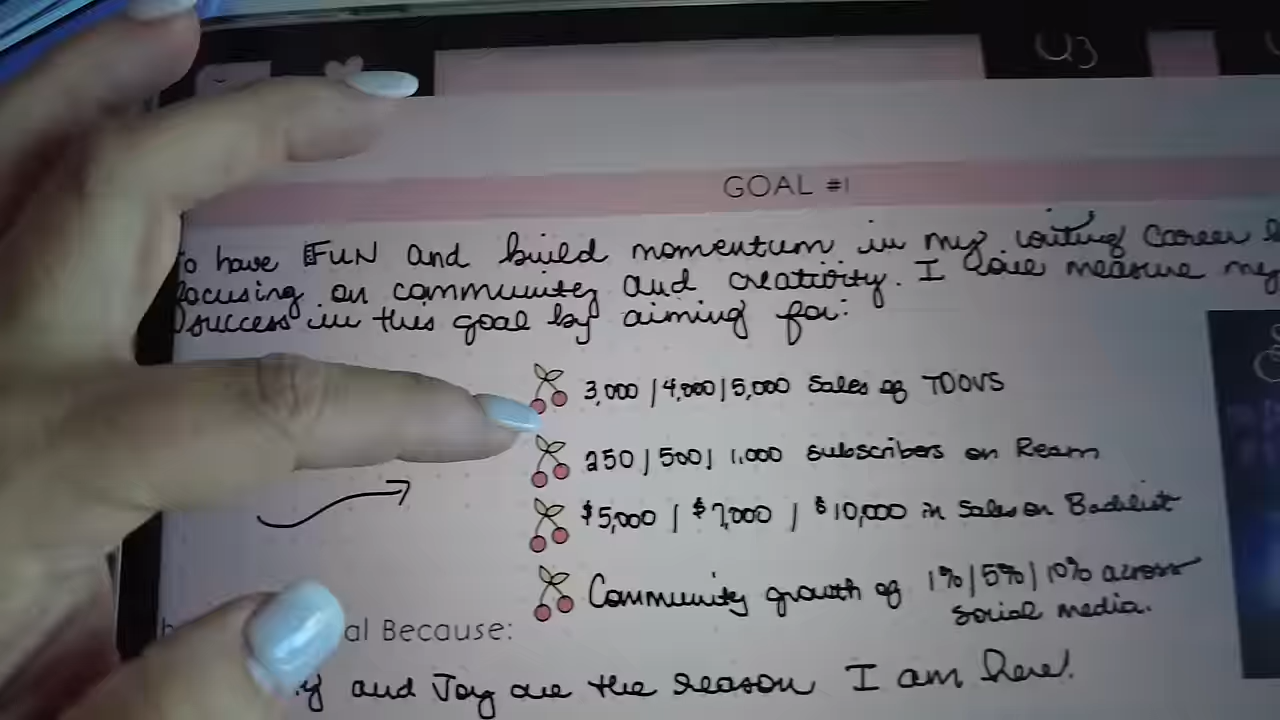 U3
GOAL #1
To have FUN and build momentum in my writing career
focusing on community and creativity. I measure my
success in this goal by aiming for:
3,000 | 4,000 | 5,000 Sales of TOOVS
250 | 500 | 1,000 subscribers on Ream
$5,000 | $7,000 | $10,000 in Sales on Backlist
Community growth of 1% | 5% | 10% across
social media.
al Because:
and Joy are the reason I am here!